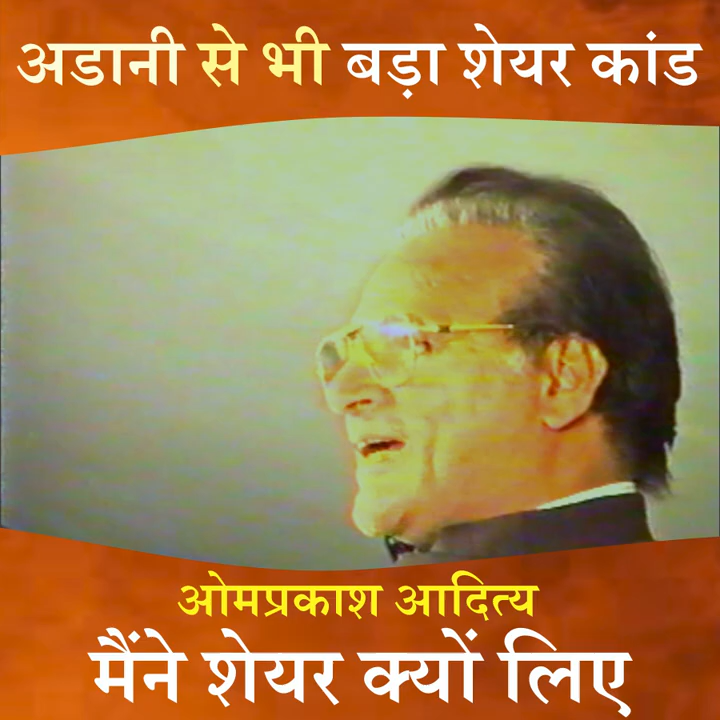 अडानी से भी बड़ा शेयर कांड
ओमप्रकाश आदित्य
मैंने शेयर क्यों लिए